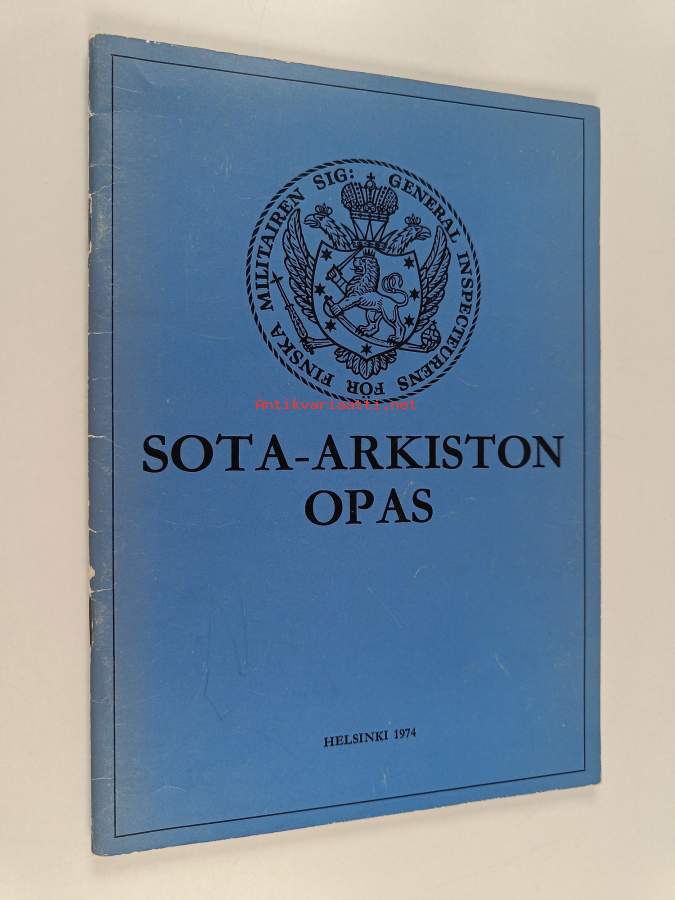 GENERAL INSPECTEURENS FÖR FINSKA MILITAIREN SIG:
Antikvariaatti.net
SOTA-ARKISTON
OPAS
HELSINKI 1974